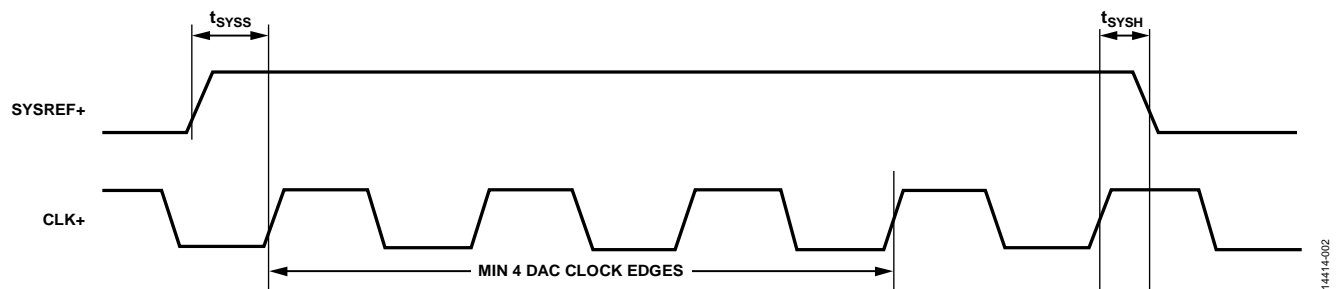 tSYSS
tSYSH
SYSREF+
CLK+
MIN 4 DAC CLOCK EDGES
14414-002